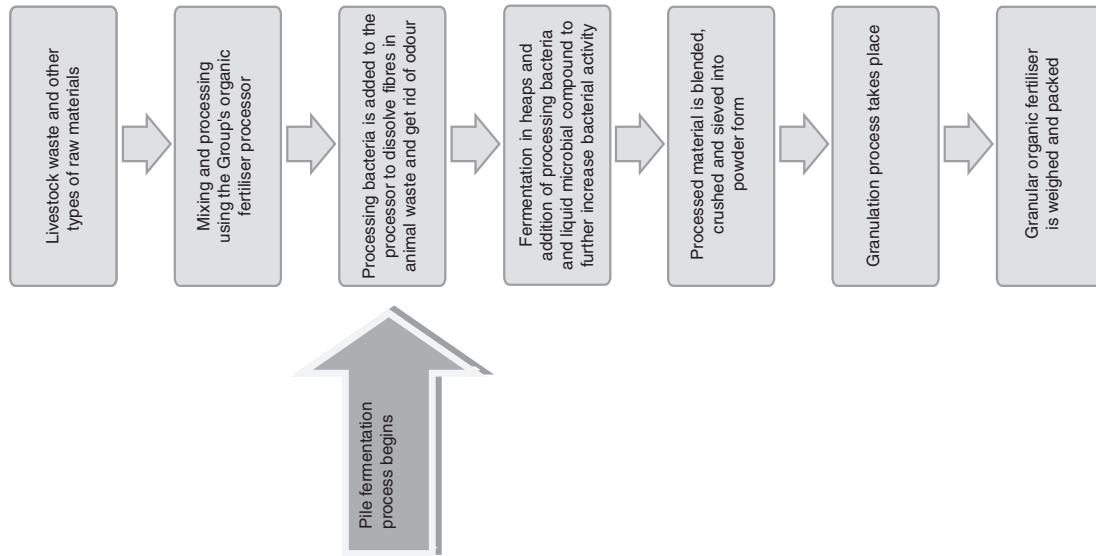 Livestock waste and other
types of raw materials
Mixing and processing
using the Group's organic
fertiliser processor
Pile fermentation
process begins
Processing bacteria is added to the
processor to dissolve fibres in
animal waste and get rid of odour
Fermentation in heaps and
addition of processing bacteria
and liquid microbial compound to
further increase bacterial activity
Processed material is blended,
crushed and sieved into
powder form
Granulation process takes place
Granular organic fertiliser
is weighed and packed